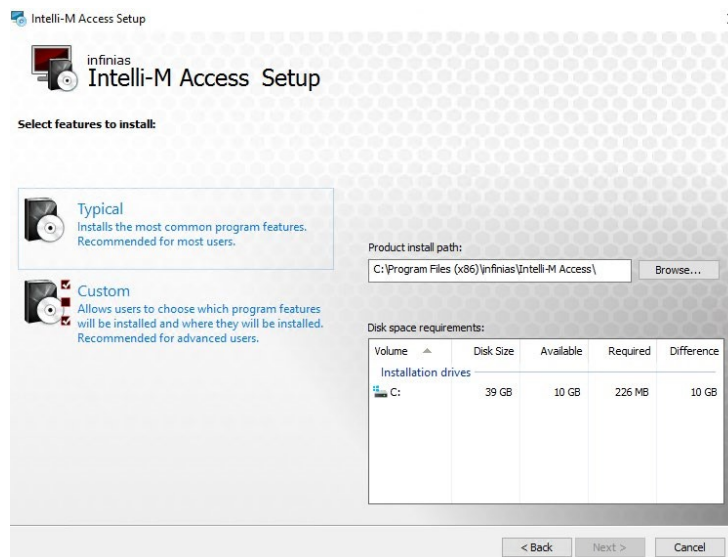 Intelli-M Access Setup
infinias
Intelli-M Access Setup
Select features to install:
Typical
Installs the most common program features.
Recommended for most users.
Custom
Allows users to choose which program features
will be installed and where they will be installed.
Recommended for advanced users.
Product install path:
C:\Program Files (x86)\infinias\Intelli-M Access\ Browse...
Disk space requirements:
Volume Disk Size Available Required Difference
Installation drives
C: 39 GB 10 GB 226 MB 10 GB
< Back Next > Cancel